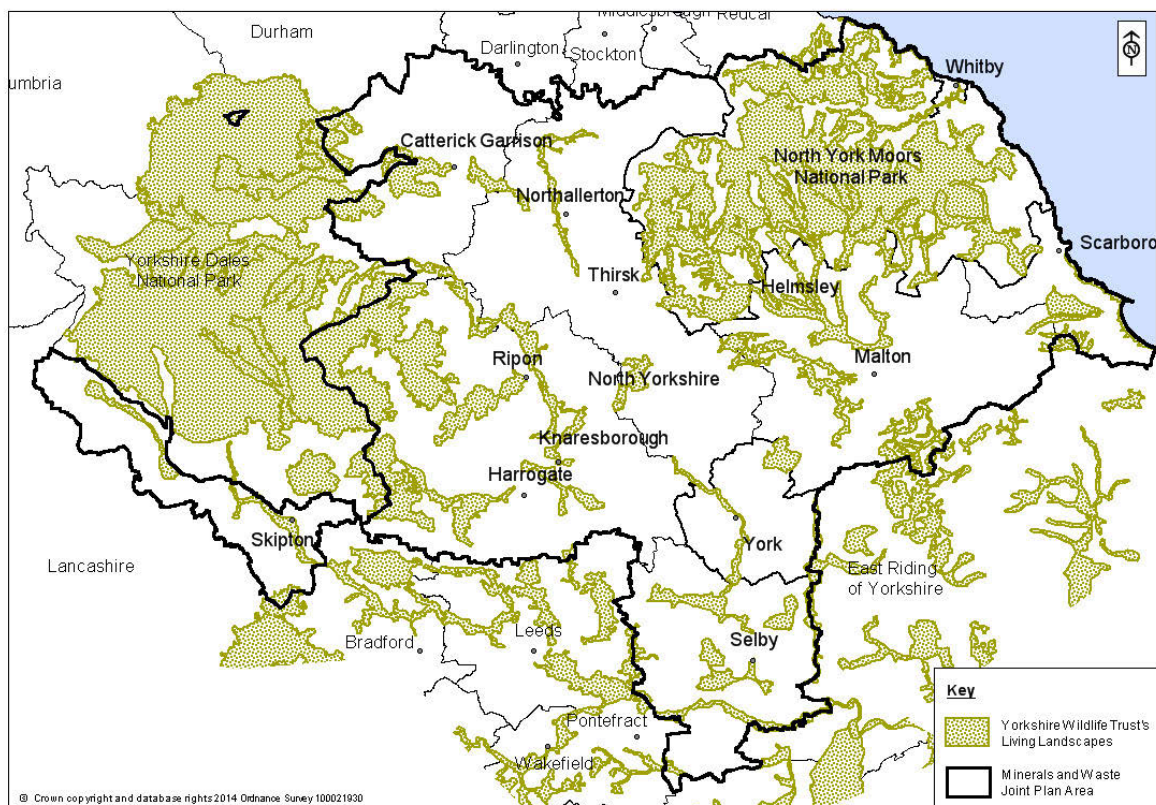 Durham
Middlesbrough
Redcar
Darlington
Stockton
umbria
Whitby
Catterick Garrison
North York Moors
National Park
Northallerton
Scarboro
Yorkshire Dales
National Park
Thirsk
Helmsley
Ripon
North Yorkshire
Malton
Knaresborough
Harrogate
Skipton
York
Lancashire
East Riding
of Yorkshire
Bradford
Leeds
Selby
Pontefract
Wakefield
N
Key
Yorkshire Wildlife Trust's
Living Landscapes
Minerals and Waste
Joint Plan Area
© Crown copyright and database rights 2014 Ordnance Survey 100021930